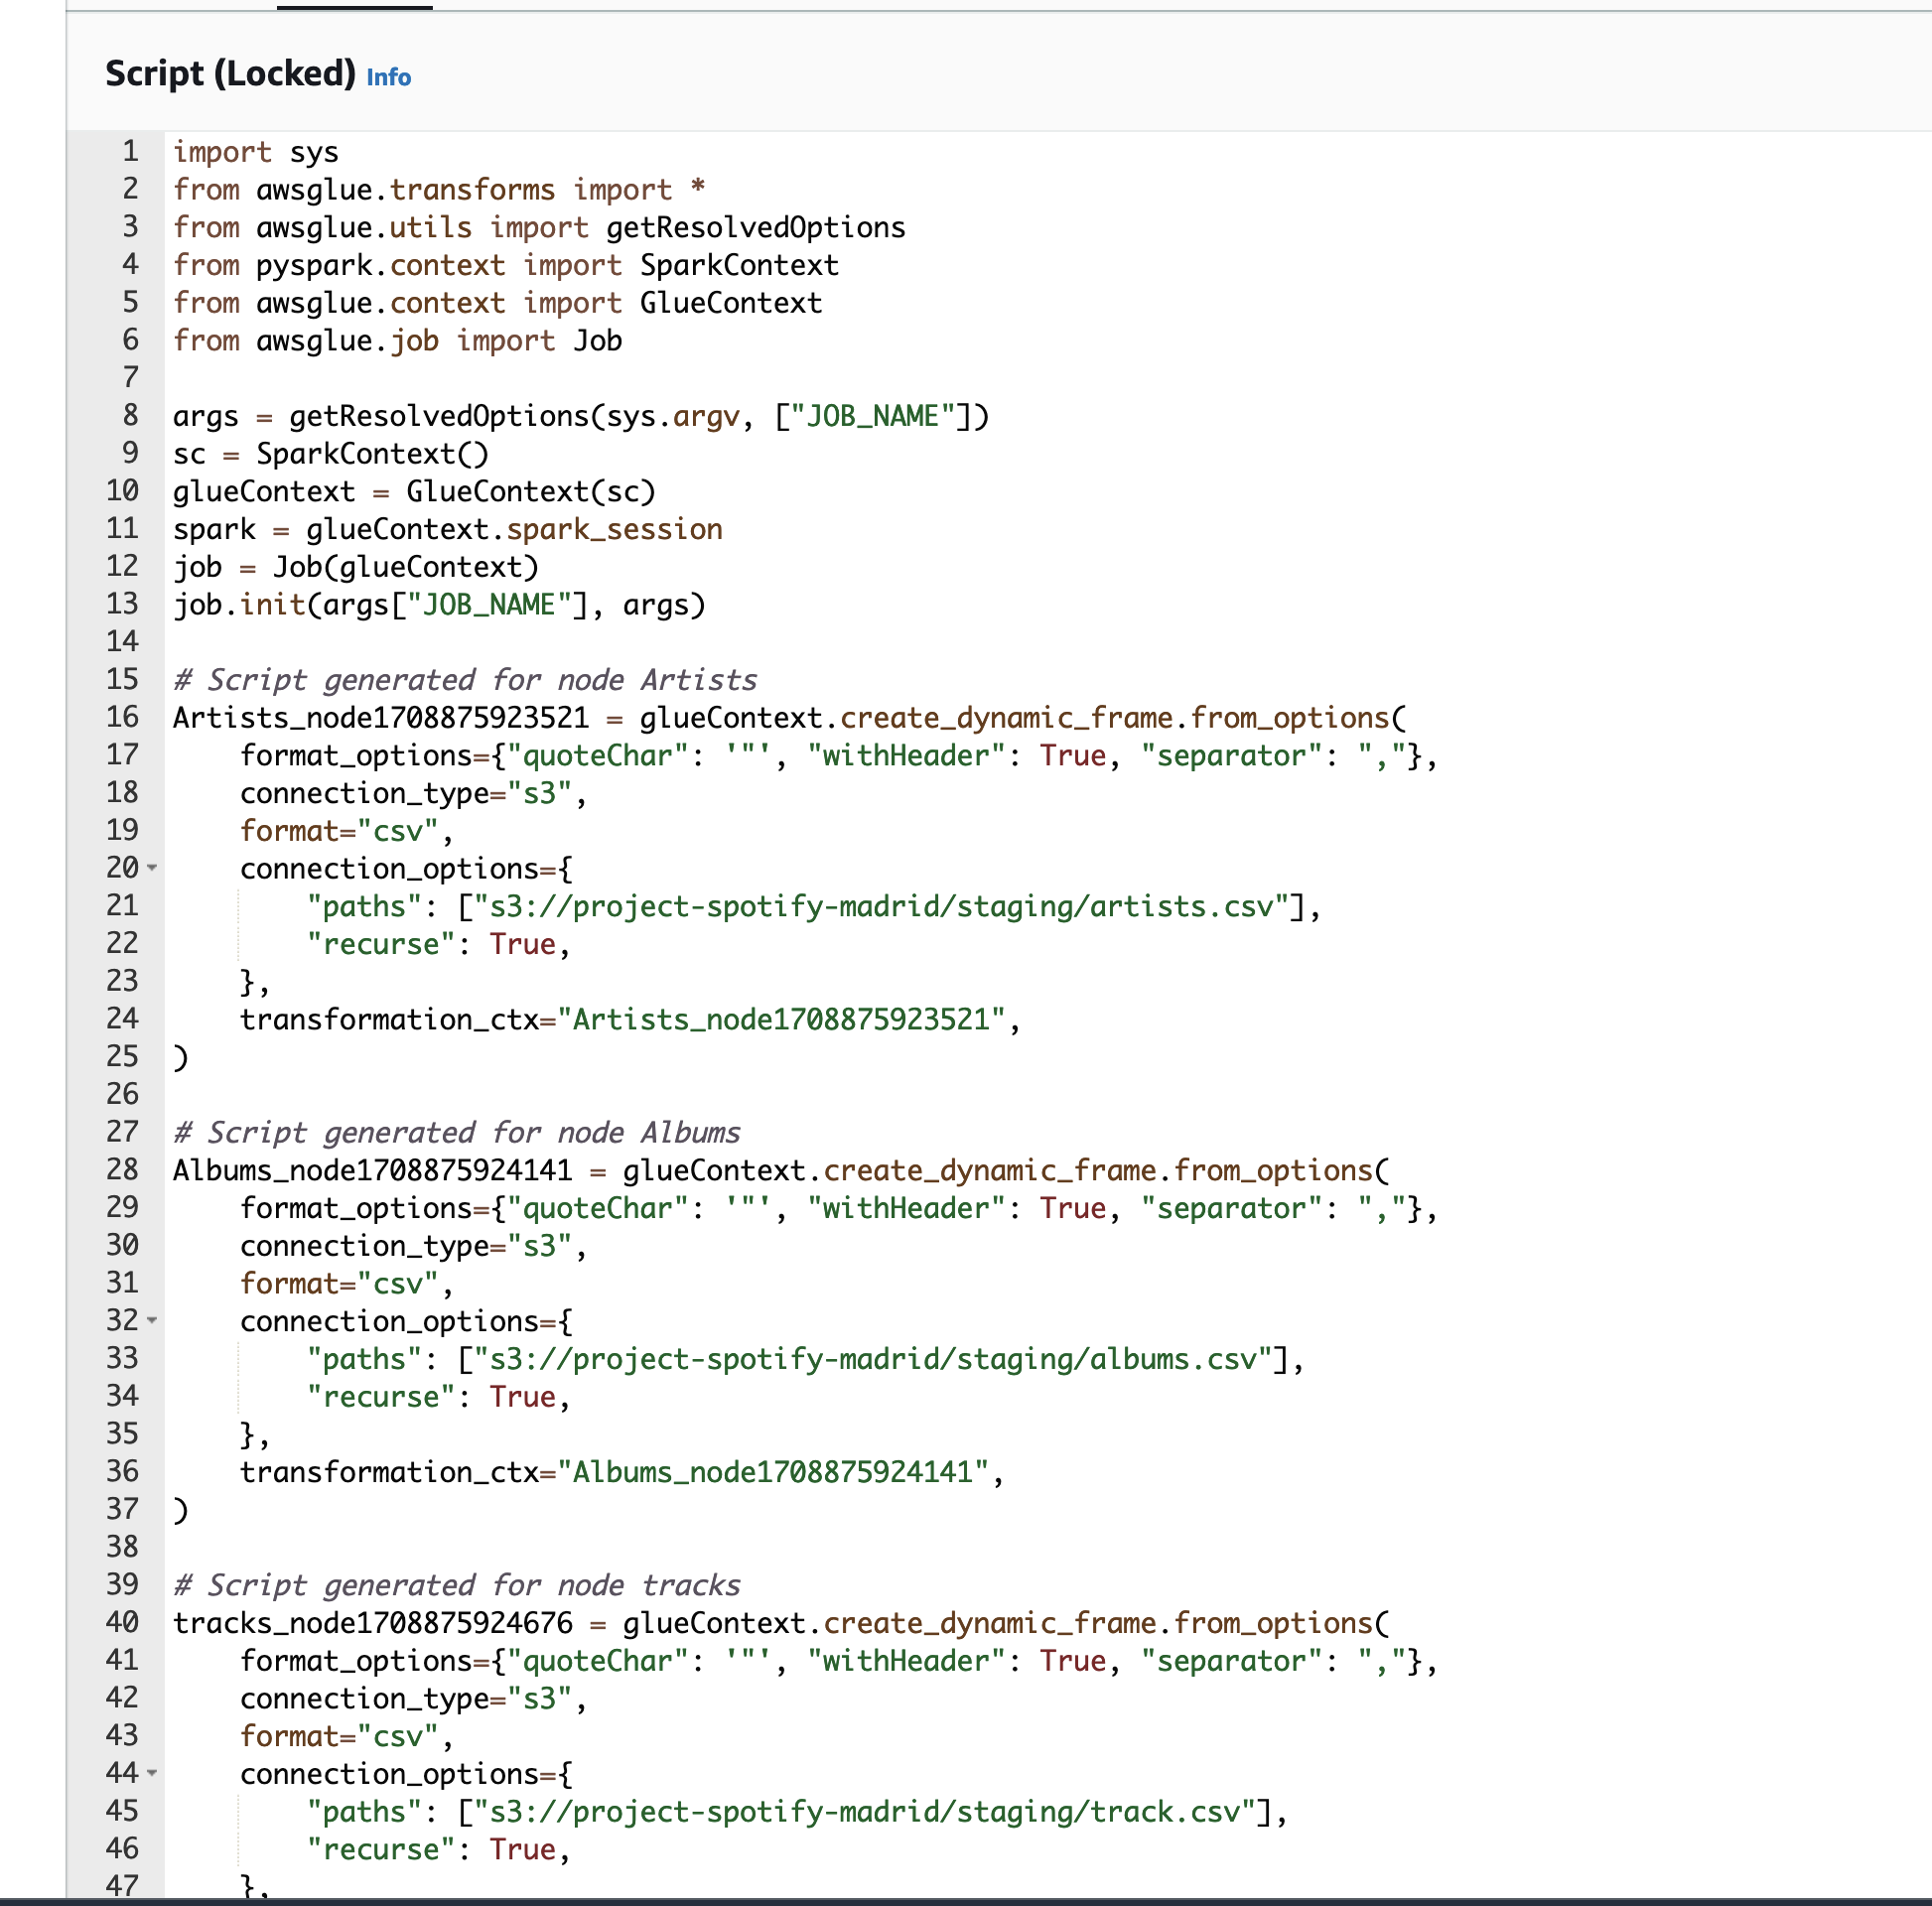 Script (Locked) Info
1 import sys
2 from awsglue.transforms import *
3 from awsglue.utils import getResolvedOptions
4 from pyspark.context import SparkContext
5 from awsglue.context import GlueContext
6 from awsglue.job import Job
7
8 args = getResolvedOptions(sys.argv, ["JOB_NAME"])
9 sc = SparkContext()
10 glueContext = GlueContext(sc)
11 spark = glueContext.spark_session
12 job = Job(glueContext)
13 job.init(args["JOB_NAME"], args)
14
15 # Script generated for node Artists
16 Artists_node1708875923521 = glueContext.create_dynamic_frame.from_options(
17     format_options={"quoteChar": '"', "withHeader": True, "separator": ","},
18     connection_type="s3",
19     format="csv",
20     connection_options={
21         "paths": ["s3://project-spotify-madrid/staging/artists.csv"],
22         "recurse": True,
23     },
24     transformation_ctx="Artists_node1708875923521",
25 )
26
27 # Script generated for node Albums
28 Albums_node1708875924141 = glueContext.create_dynamic_frame.from_options(
29     format_options={"quoteChar": '"', "withHeader": True, "separator": ","},
30     connection_type="s3",
31     format="csv",
32     connection_options={
33         "paths": ["s3://project-spotify-madrid/staging/albums.csv"],
34         "recurse": True,
35     },
36     transformation_ctx="Albums_node1708875924141",
37 )
38
39 # Script generated for node tracks
40 tracks_node1708875924676 = glueContext.create_dynamic_frame.from_options(
41     format_options={"quoteChar": '"', "withHeader": True, "separator": ","},
42     connection_type="s3",
43     format="csv",
44     connection_options={
45         "paths": ["s3://project-spotify-madrid/staging/track.csv"],
46         "recurse": True,
47     },